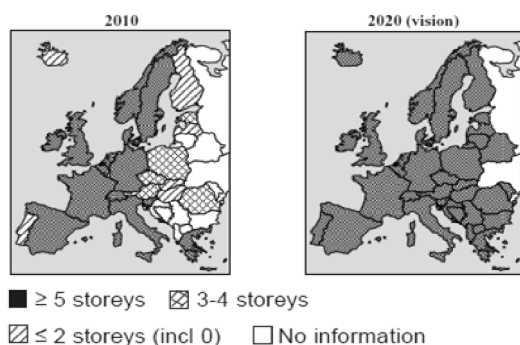 2010
2020 (vision)
≥ 5 storeys
3-4 storeys
≤ 2 storeys (incl 0)
No information